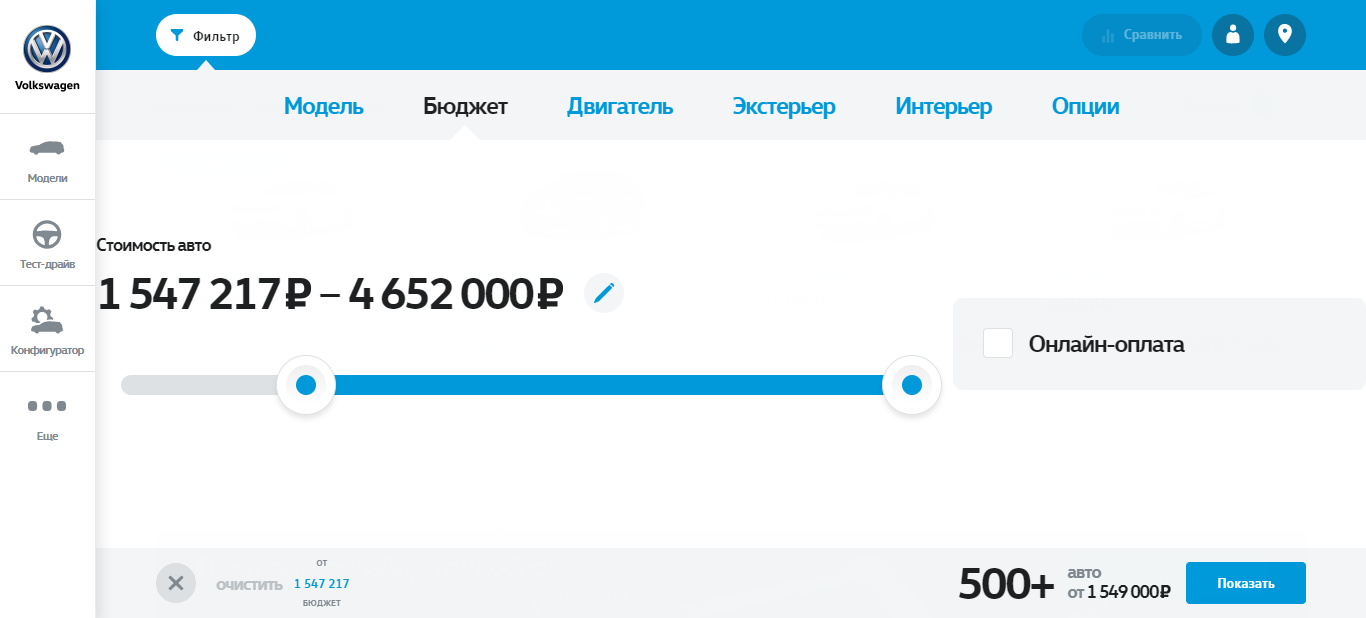 Фильтр
Сравнить
Volkswagen
Модель Бюджет Двигатель Экстерьер Интерьер Опции
Модели
Тест-драйв
Конфигуратор
Еще
Стоимость авто
1 547 217 ₽ – 4 652 000 ₽
Онлайн-оплата
ОЧИСТИТЬ
ОТ
1 547 217
БЮДЖЕТ
500+
авто
от 1 549 000 ₽
Показать